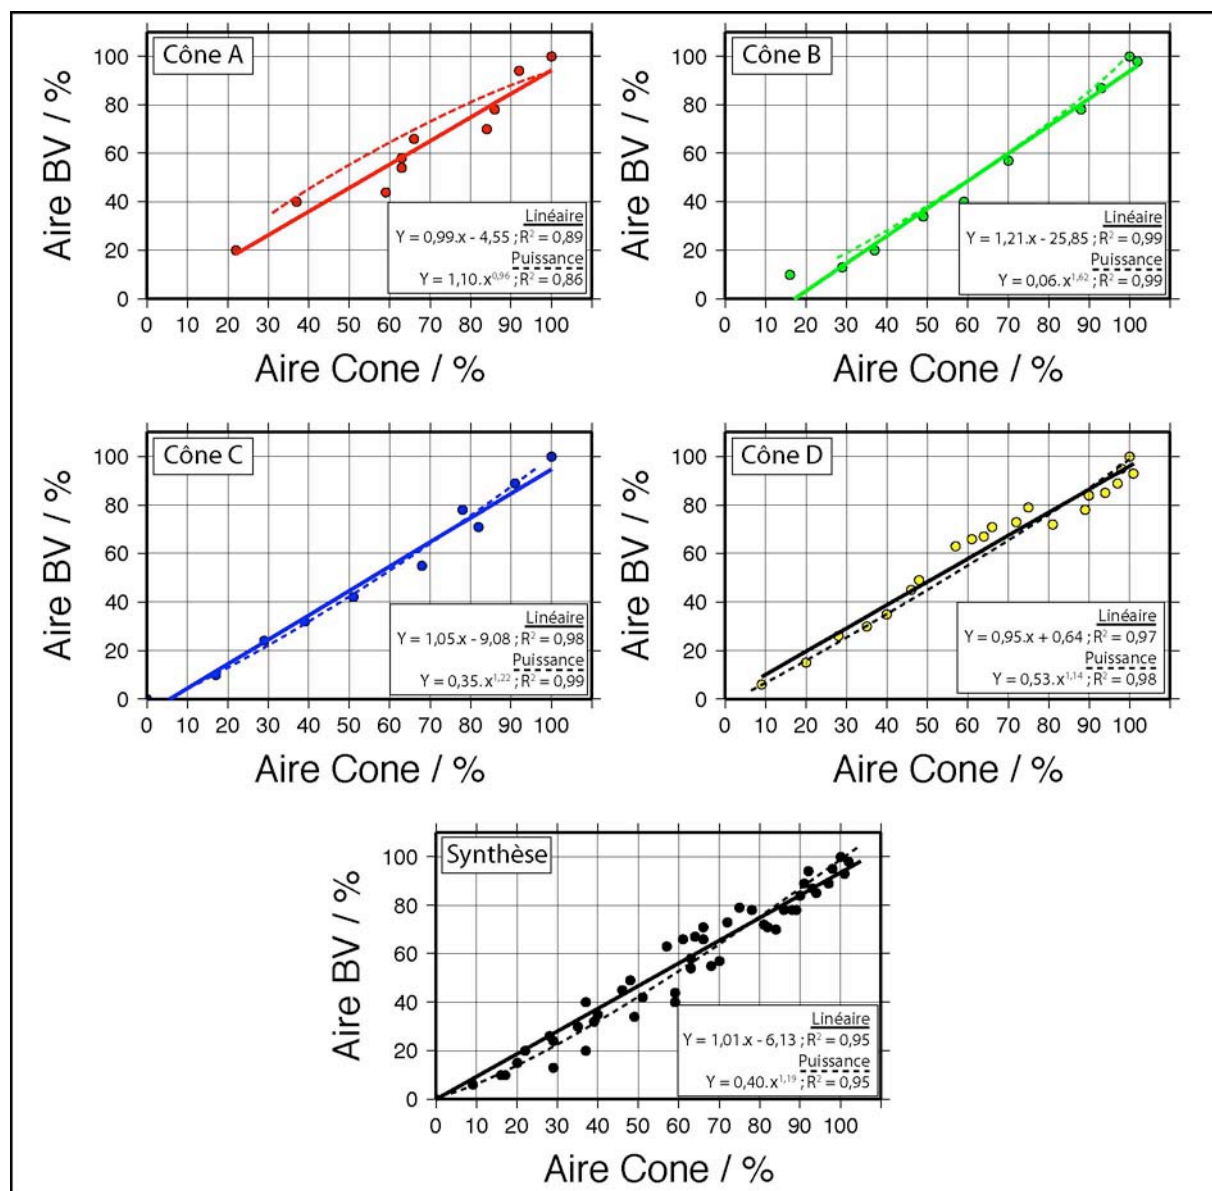 Cône A
Aire BV / %
100
80
60
40
20
0
Linéaire
Y = 0,99.x - 4,55 ; R² = 0,89
Puissance
Y = 1,10.x^0,96 ; R² = 0,86
0 10 20 30 40 50 60 70 80 90 100
Aire Cone / %
Cône B
Aire BV / %
100
80
60
40
20
0
Linéaire
Y = 1,21.x - 25,85 ; R² = 0,99
Puissance
Y = 0,06.x^1,62 ; R² = 0,99
0 10 20 30 40 50 60 70 80 90 100
Aire Cone / %
Cône C
Aire BV / %
100
80
60
40
20
0
Linéaire
Y = 1,05.x - 9,08 ; R² = 0,98
Puissance
Y = 0,35.x^1,22 ; R² = 0,99
0 10 20 30 40 50 60 70 80 90 100
Aire Cone / %
Cône D
Aire BV / %
100
80
60
40
20
0
Linéaire
Y = 0,95.x + 0,64 ; R² = 0,97
Puissance
Y = 0,53.x^1,14 ; R² = 0,98
0 10 20 30 40 50 60 70 80 90 100
Aire Cone / %
Synthèse
Aire BV / %
100
80
60
40
20
0
Linéaire
Y = 1,01.x - 6,13 ; R² = 0,95
Puissance
Y = 0,40.x^1,19 ; R² = 0,95
0 10 20 30 40 50 60 70 80 90 100
Aire Cone / %